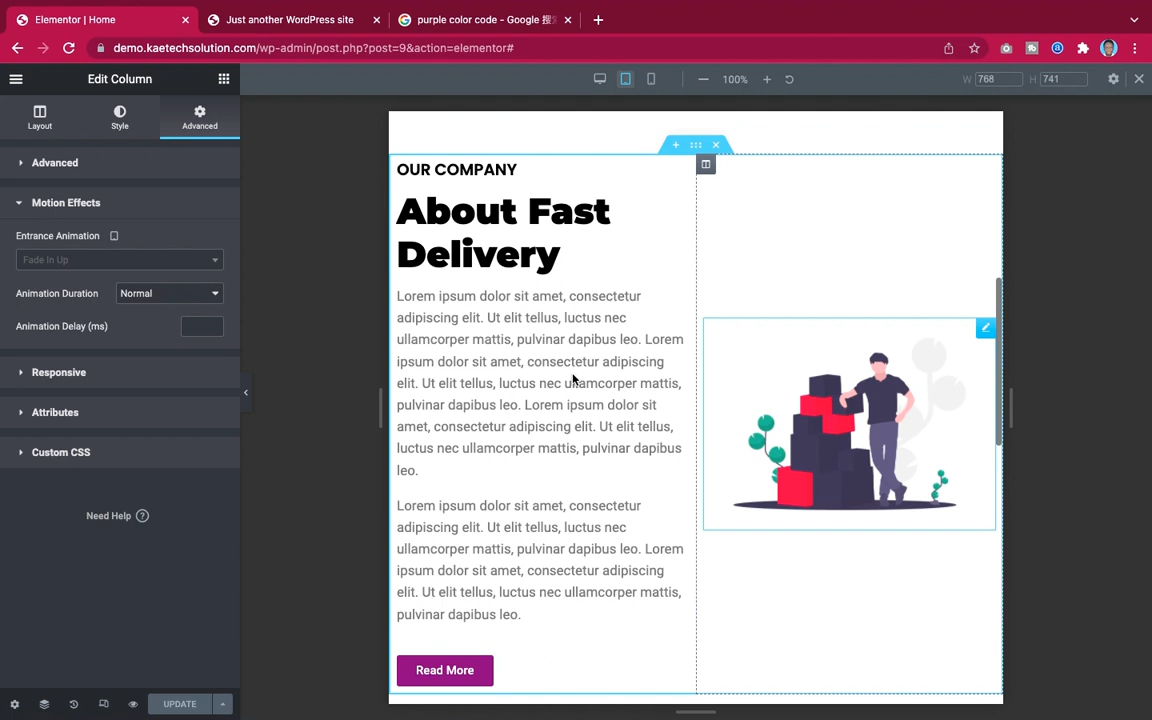 Elementor | Home
Just another WordPress site
purple color code - Google 搜
demo.kaetechsolution.com/wp-admin/post.php?post=9&action=elementor#
Edit Column
100%
W 768
H 741
Layout
Style
Advanced
Advanced
Motion Effects
Entrance Animation
Fade In Up
Animation Duration
Normal
Animation Delay (ms)
Responsive
Attributes
Custom CSS
Need Help ?
UPDATE
OUR COMPANY
About Fast
Delivery
Lorem ipsum dolor sit amet, consectetur
adipiscing elit. Ut elit tellus, luctus nec
ullamcorper mattis, pulvinar dapibus leo. Lorem
ipsum dolor sit amet, consectetur adipiscing
elit. Ut elit tellus, luctus nec ullamcorper mattis,
pulvinar dapibus leo. Lorem ipsum dolor sit
amet, consectetur adipiscing elit. Ut elit tellus,
luctus nec ullamcorper mattis, pulvinar dapibus
leo.
Lorem ipsum dolor sit amet, consectetur
adipiscing elit. Ut elit tellus, luctus nec
ullamcorper mattis, pulvinar dapibus leo. Lorem
ipsum dolor sit amet, consectetur adipiscing
elit. Ut elit tellus, luctus nec ullamcorper mattis,
pulvinar dapibus leo.
Read More